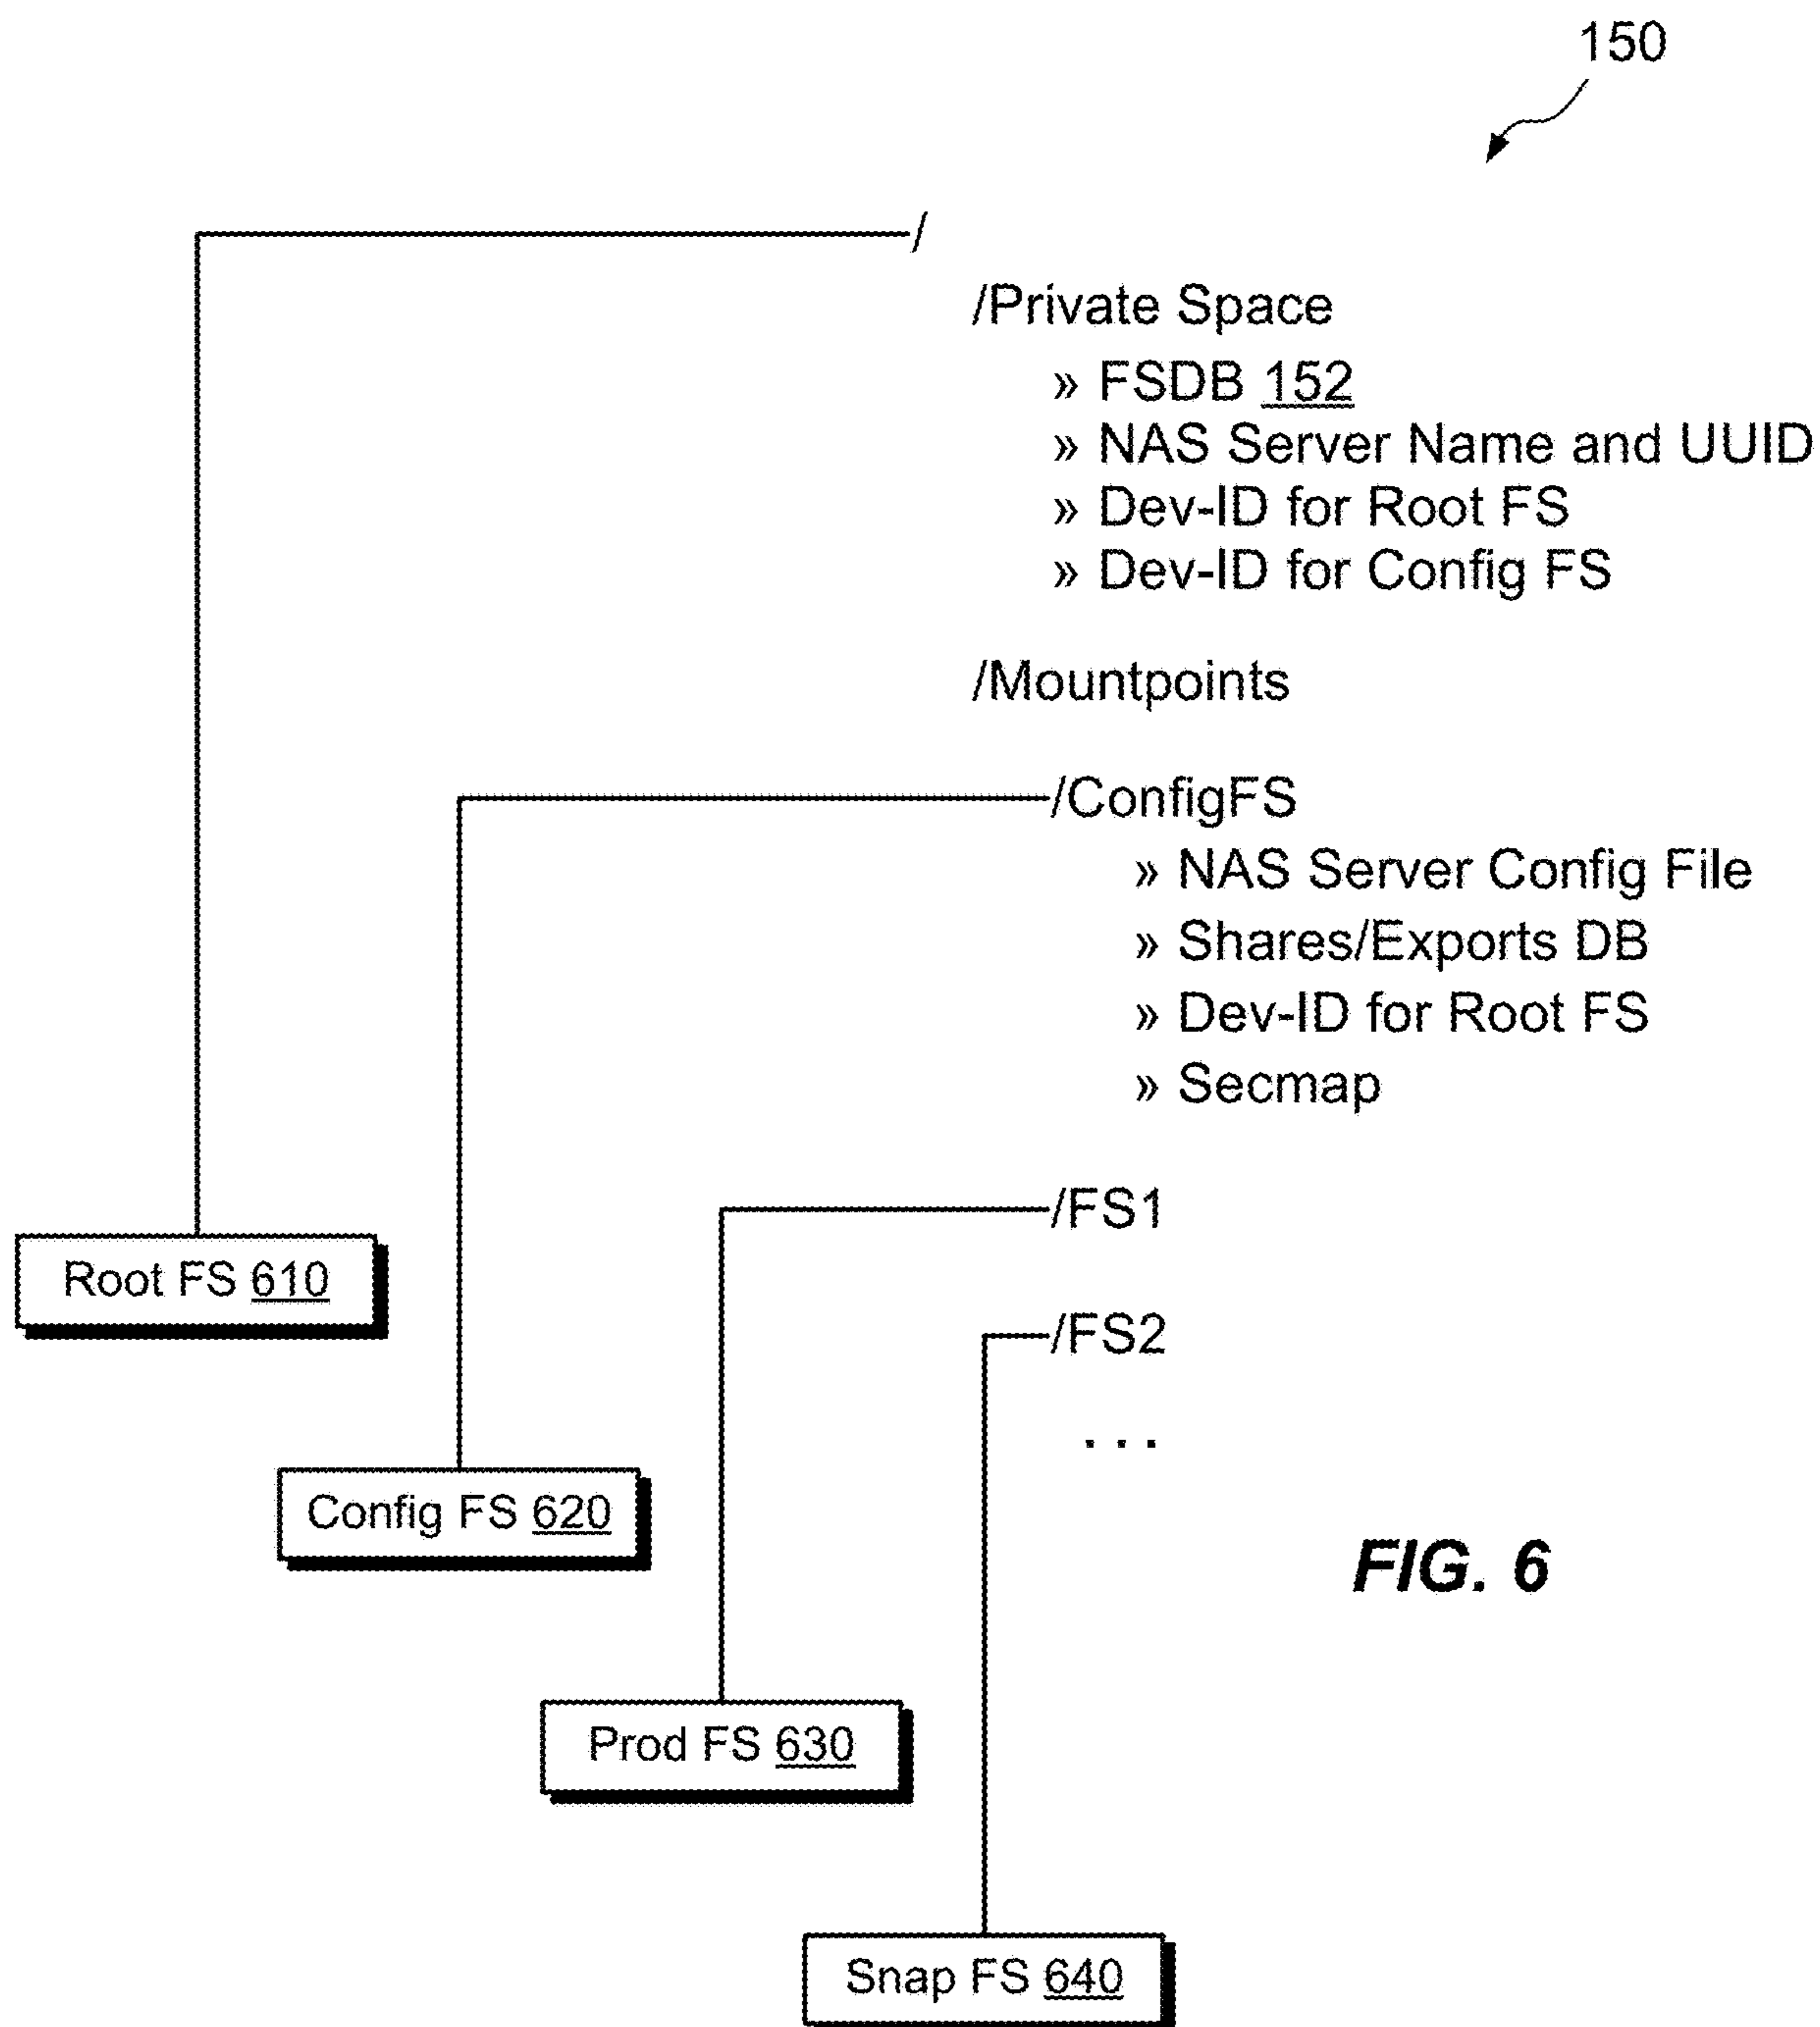 150
/
/Private Space
» FSDB 152
» NAS Server Name and UUID
» Dev-ID for Root FS
» Dev-ID for Config FS
/Mountpoints
/ConfigFS
» NAS Server Config File
» Shares/Exports DB
» Dev-ID for Root FS
» Secmap
/FS1
Root FS 610
/FS2
...
Config FS 620
FIG. 6
Prod FS 630
Snap FS 640